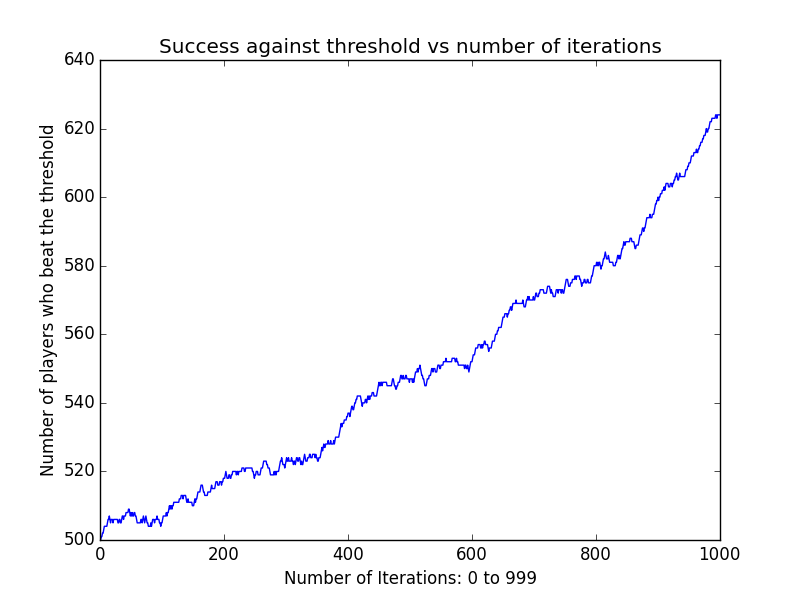 Success against threshold vs number of iterations
Number of players who beat the threshold
640
620
600
580
560
540
520
500
0 200 400 600 800 1000
Number of Iterations: 0 to 999